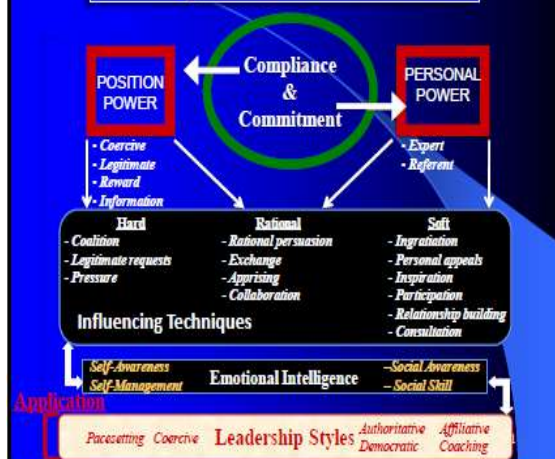 POSITION
POWER
Compliance
&
Commitment
PERSONAL
POWER
- Coercive
- Legitimate
- Reward
- Information
- Expert
- Referent
Hard
- Coalition
- Legitimate requests
- Pressure
Rational
- Rational persuasion
- Exchange
- Apprising
- Collaboration
Soft
- Ingratiation
- Personal appeals
- Inspiration
- Participation
- Relationship building
- Consultation
Influencing Techniques
Self-Awareness
Self-Management
Emotional Intelligence
–Social Awareness
– Social Skill
Application
Pacesetting Coercive
Leadership Styles
Authoritative
Democratic
Affiliative
Coaching